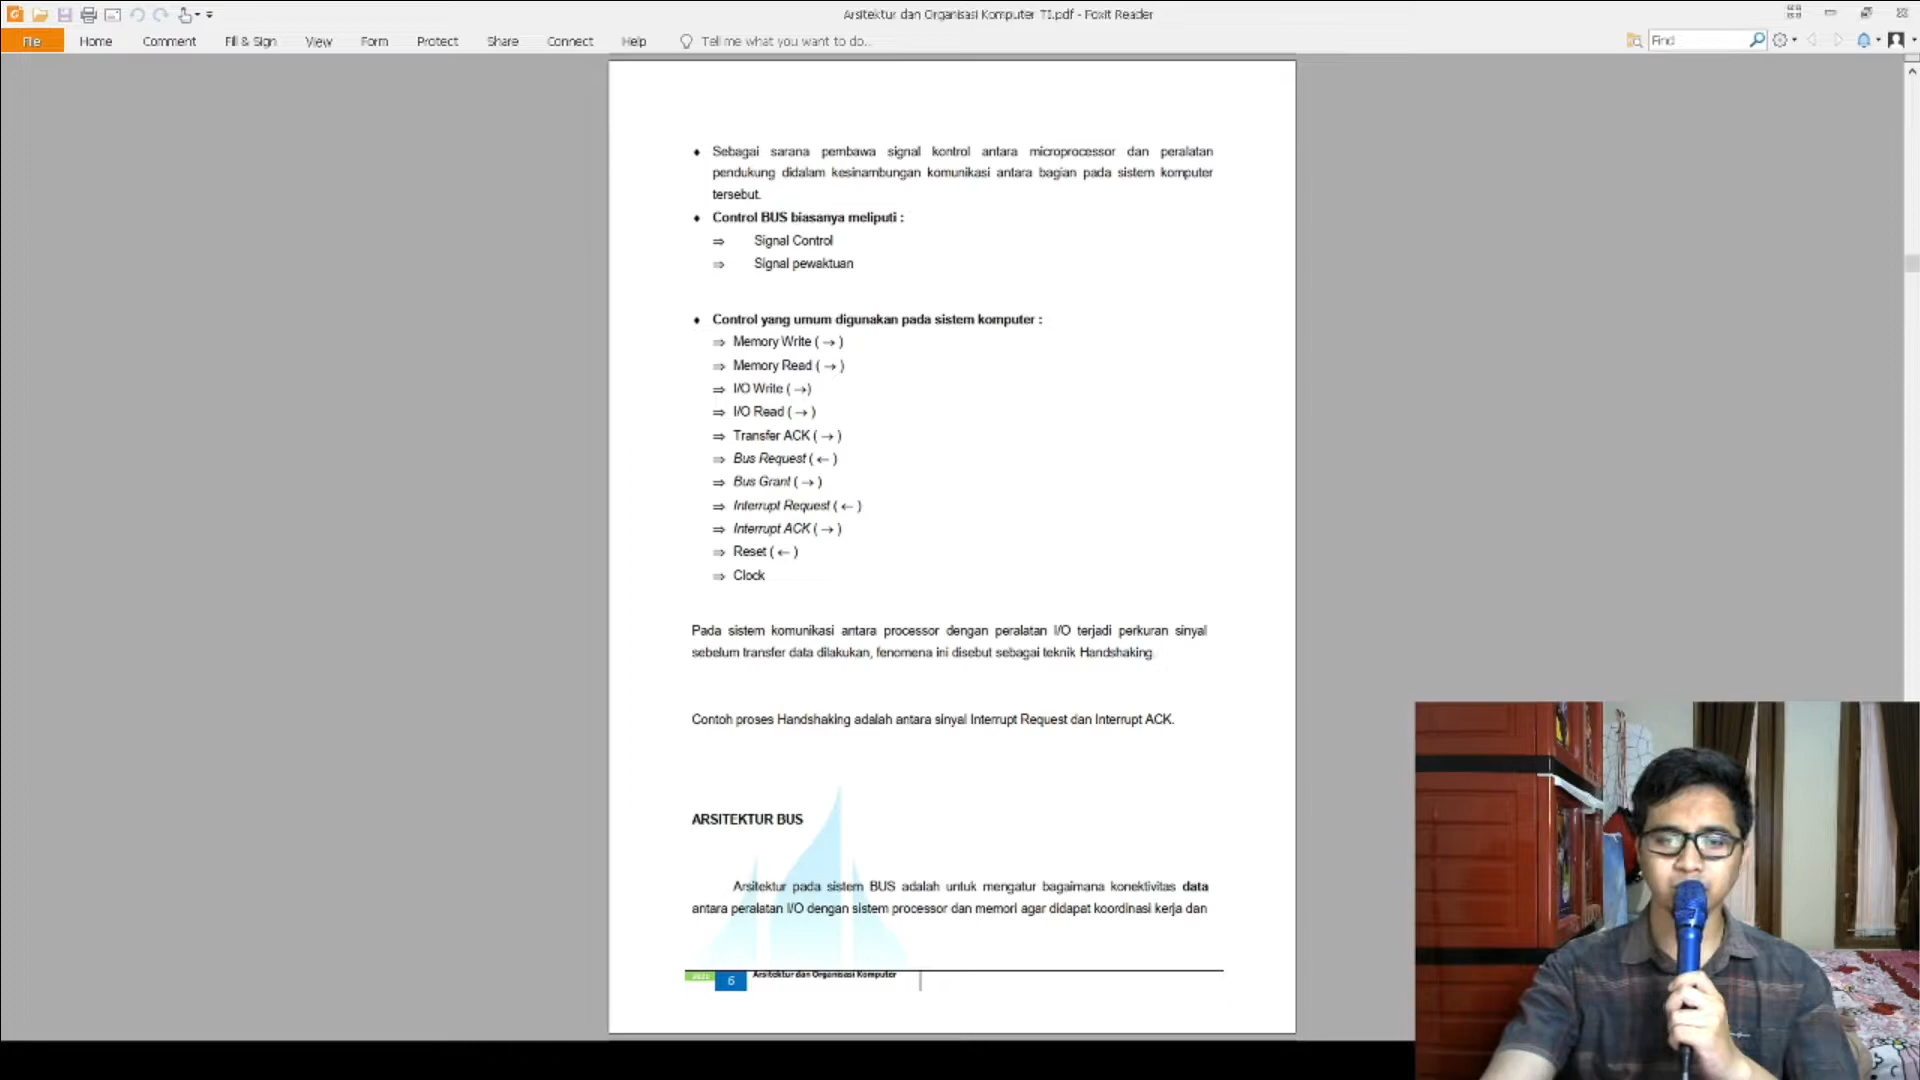 Arsitektur dan Organisasi Komputer TI.pdf - Foxit Reader
File Home Comment Fill & Sign View Form Protect Share Connect Help Tell me what you want to do... Find
♦ Sebagai sarana pembawa signal kontrol antara microprocessor dan peralatan
pendukung didalam kesinambungan komunikasi antara bagian pada sistem komputer
tersebut.
♦ Control BUS biasanya meliputi :
⇒ Signal Control
⇒ Signal pewaktuan
♦ Control yang umum digunakan pada sistem komputer :
⇒ Memory Write ( → )
⇒ Memory Read ( → )
⇒ I/O Write ( →)
⇒ I/O Read ( → )
⇒ Transfer ACK ( → )
⇒ Bus Request ( ← )
⇒ Bus Grant ( → )
⇒ Interrupt Request ( ← )
⇒ Interrupt ACK ( → )
⇒ Reset ( ← )
⇒ Clock
Pada sistem komunikasi antara processor dengan peralatan I/O terjadi perkuran sinyal
sebelum transfer data dilakukan, fenomena ini disebut sebagai teknik Handshaking.
Contoh proses Handshaking adalah antara sinyal Interrupt Request dan Interrupt ACK.
ARSITEKTUR BUS
Arsitektur pada sistem BUS adalah untuk mengatur bagaimana konektivitas data
antara peralatan I/O dengan sistem processor dan memori agar didapat koordinasi kerja dan
6 Arsitektur dan Organisasi Komputer